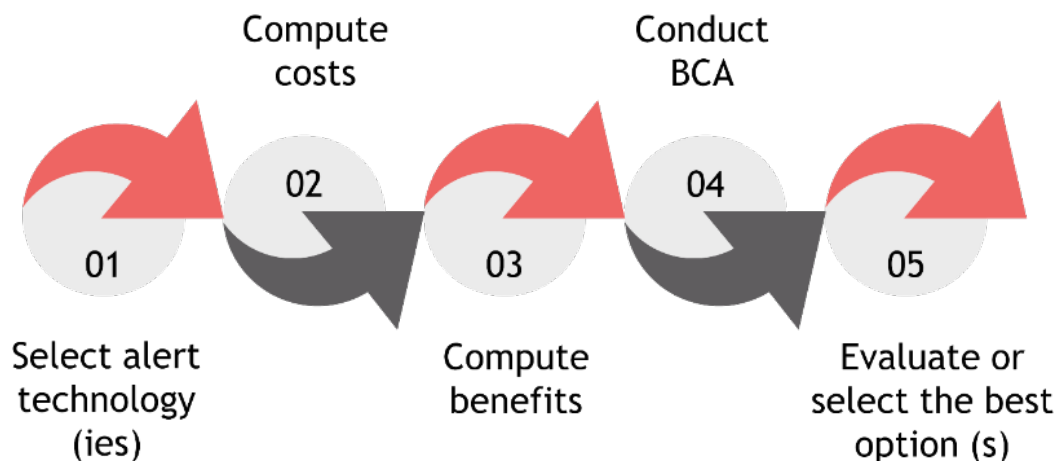 01
Select alert
technology
(ies)
Compute
costs
02
03
Compute
benefits
Conduct
BCA
04
05
Evaluate or
select the best
option (s)